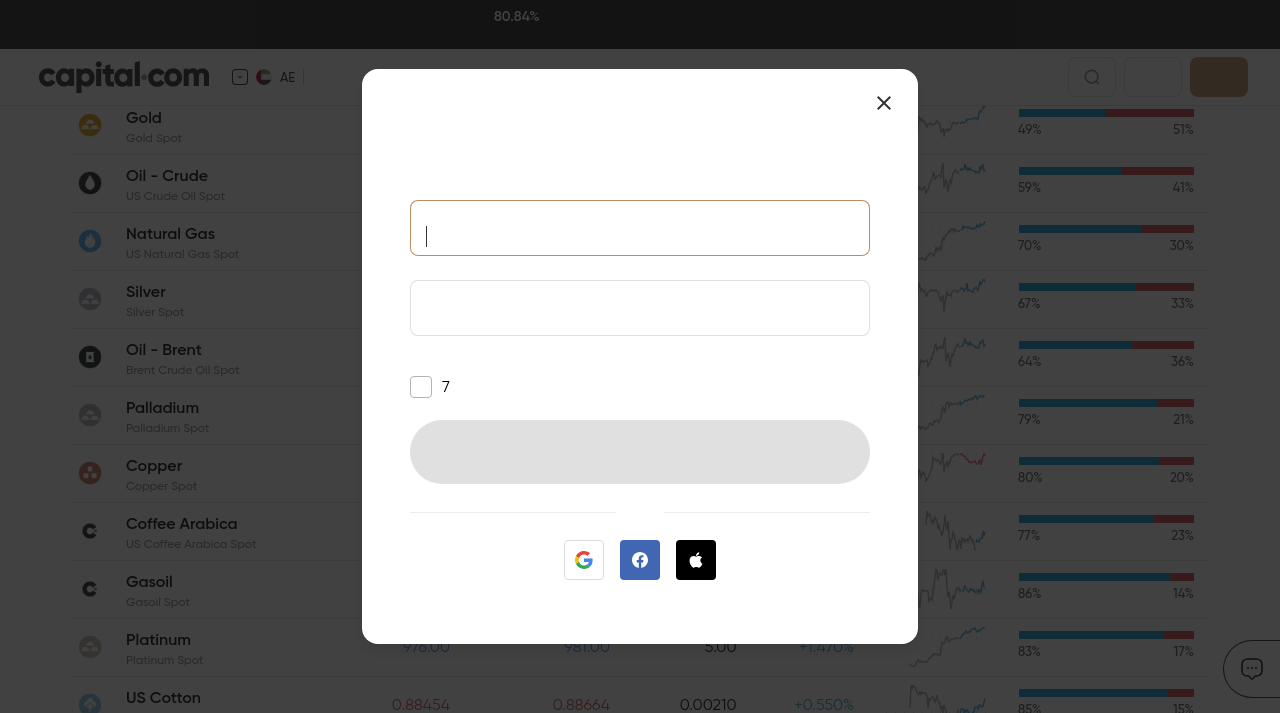 80.84%
capital.com
AE
Gold
Gold Spot
49%
51%
Oil - Crude
US Crude Oil Spot
59%
41%
Natural Gas
US Natural Gas Spot
70%
30%
Silver
Silver Spot
67%
33%
Oil - Brent
Brent Crude Oil Spot
64%
36%
7
Palladium
Palladium Spot
79%
21%
Copper
Copper Spot
80%
20%
Coffee Arabica
US Coffee Arabica Spot
77%
23%
Gasoil
Gasoil Spot
86%
14%
Platinum
Platinum Spot
976.00
981.00
5.00
+1.470%
83%
17%
US Cotton
0.88454
0.88664
0.00210
+0.550%
85%
15%